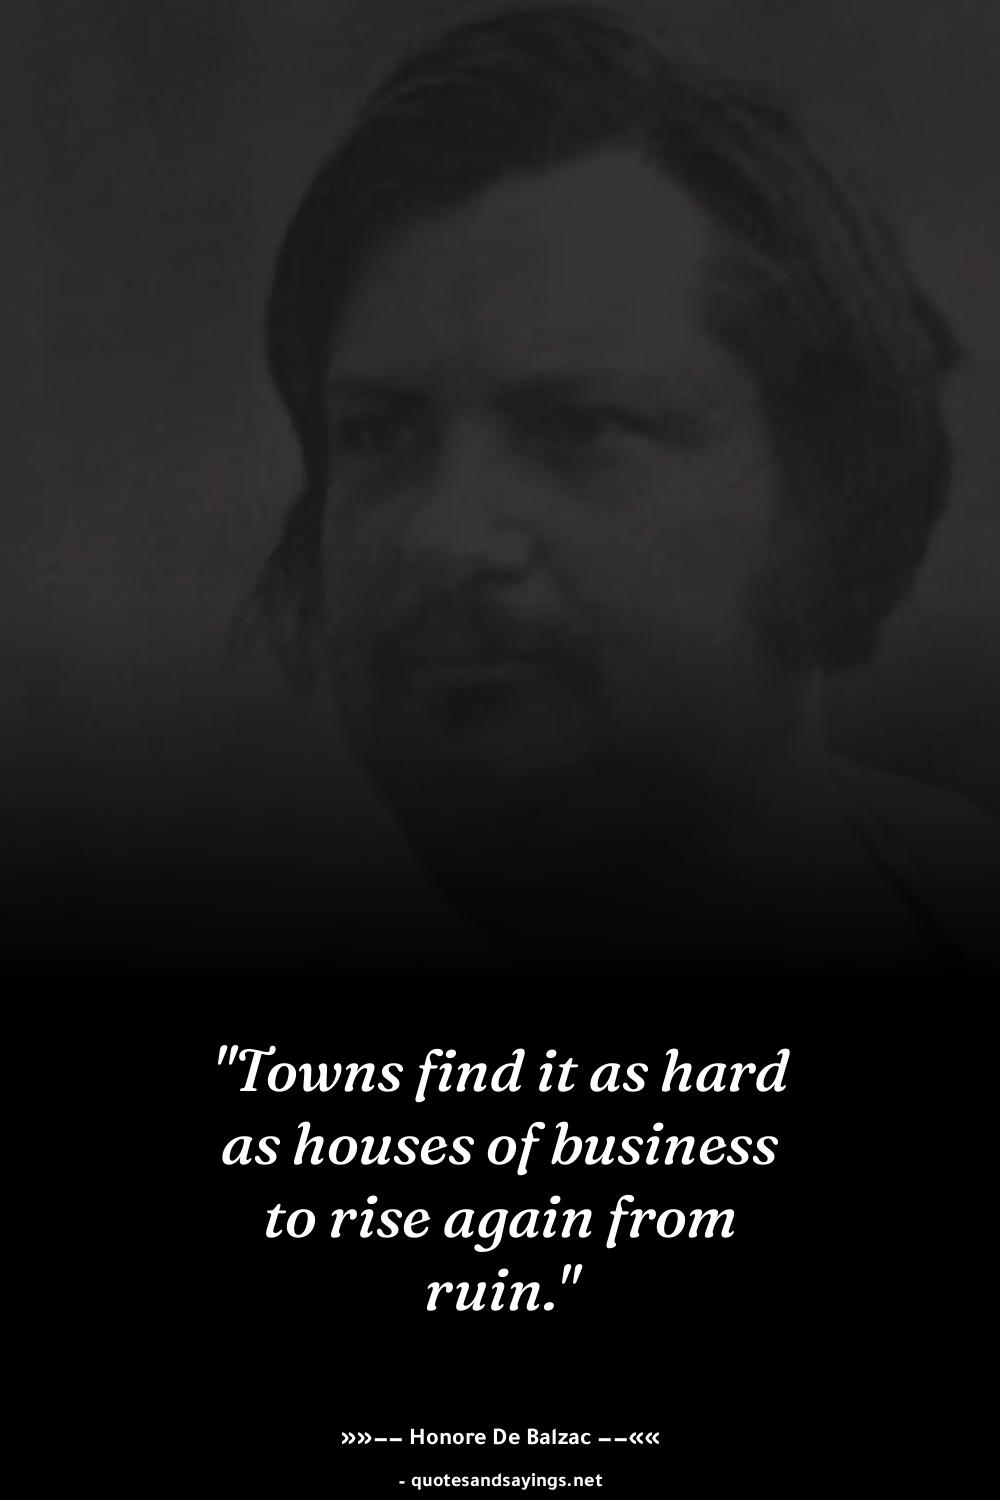 "Towns find it as hard
as houses of business
to rise again from
ruin."
»»−− Honore De Balzac −−««
- quotesandsayings.net